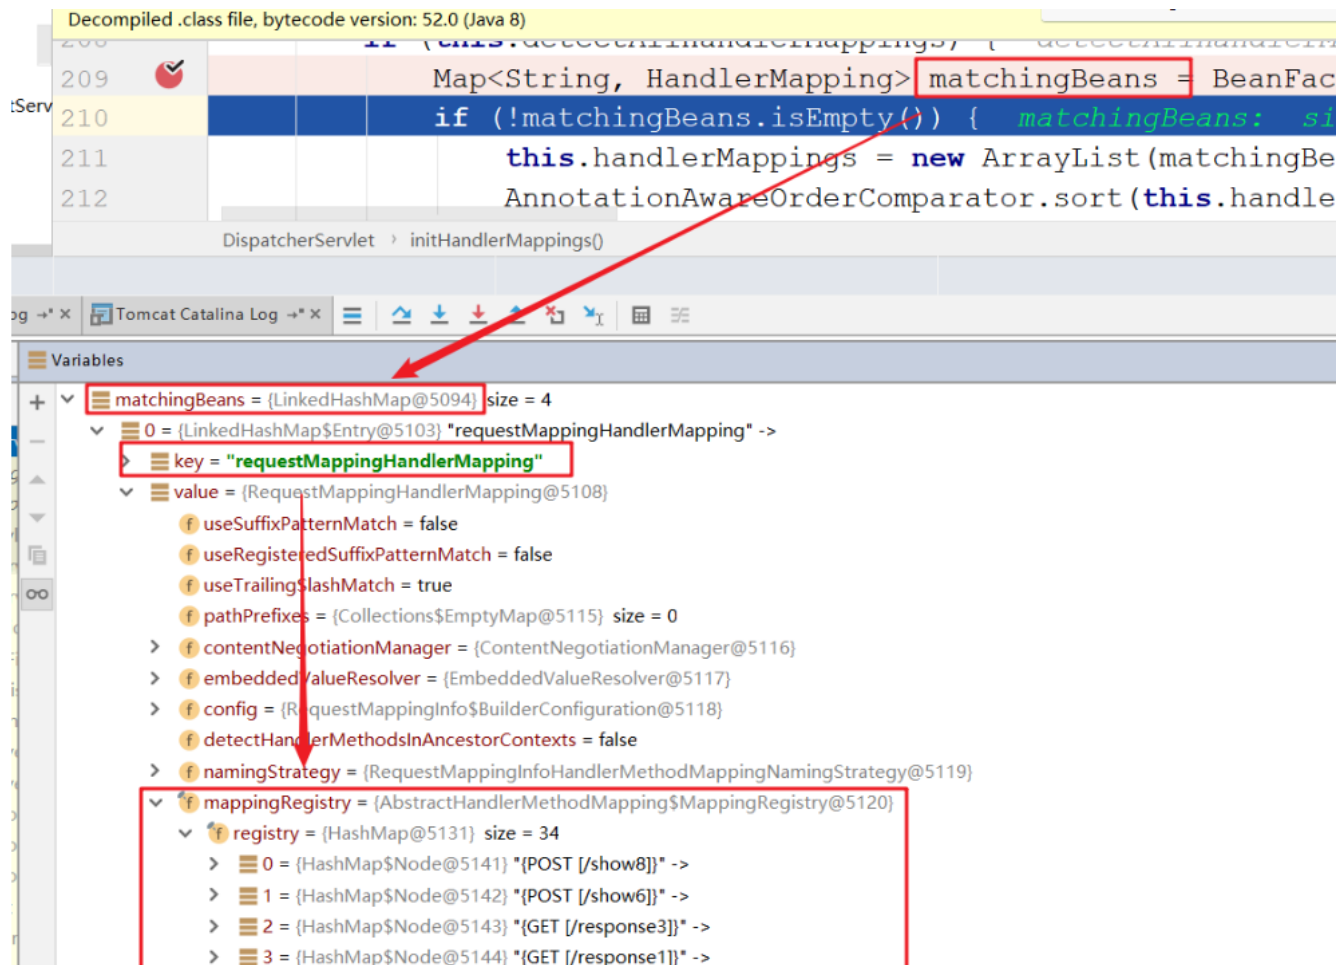 Decompiled .class file, bytecode version: 52.0 (Java 8)
208 if (this.detectAllHandlerMappings) { detectAllHandlerM
209 Map<String, HandlerMapping> matchingBeans = BeanFac
tServ
210 if (!matchingBeans.isEmpty()) { matchingBeans: si
211 this.handlerMappings = new ArrayList(matchingBe
212 AnnotationAwareOrderComparator.sort(this.handle
DispatcherServlet › initHandlerMappings()
og →" × Tomcat Catalina Log →" ×
Variables
matchingBeans = {LinkedHashMap@5094} size = 4
0 = {LinkedHashMap$Entry@5103} "requestMappingHandlerMapping" ->
key = "requestMappingHandlerMapping"
value = {RequestMappingHandlerMapping@5108}
f useSuffixPatternMatch = false
f useRegisteredSuffixPatternMatch = false
f useTrailingSlashMatch = true
f pathPrefixes = {Collections$EmptyMap@5115} size = 0
f contentNegotiationManager = {ContentNegotiationManager@5116}
f embeddedValueResolver = {EmbeddedValueResolver@5117}
f config = {RequestMappingInfo$BuilderConfiguration@5118}
f detectHandlerMethodsInAncestorContexts = false
f namingStrategy = {RequestMappingInfoHandlerMethodMappingNamingStrategy@5119}
f mappingRegistry = {AbstractHandlerMethodMapping$MappingRegistry@5120}
f registry = {HashMap@5131} size = 34
0 = {HashMap$Node@5141} "{POST [/show8]}" ->
1 = {HashMap$Node@5142} "{POST [/show6]}" ->
2 = {HashMap$Node@5143} "{GET [/response3]}" ->
3 = {HashMap$Node@5144} "{GET [/response1]}" ->